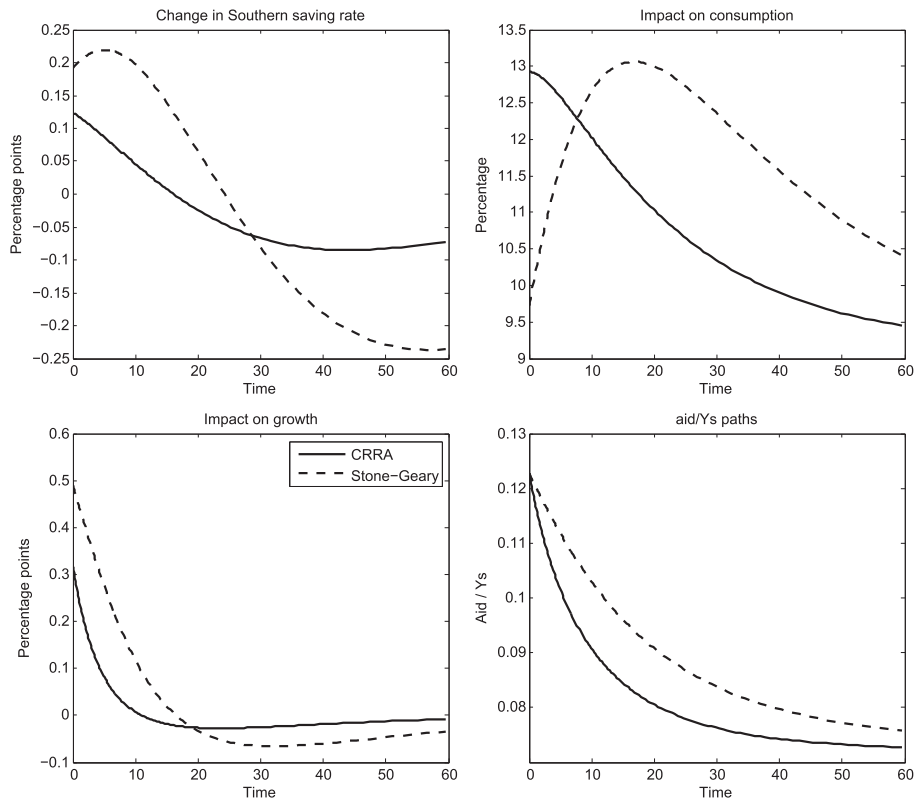 Change in Southern saving rate
0.25
0.2
0.15
0.1
0.05
0
−0.05
−0.1
−0.15
−0.2
−0.25
Percentage points
0 10 20 30 40 50 60
Time
Impact on consumption
13.5
13
12.5
12
11.5
11
10.5
10
9.5
9
Percentage
0 10 20 30 40 50 60
Time
Impact on growth
0.6
0.5
0.4
0.3
0.2
0.1
0
−0.1
Percentage points
CRRA
Stone−Geary
0 10 20 30 40 50 60
Time
aid/Ys paths
0.13
0.12
0.11
0.1
0.09
0.08
Aid / Ys
0 10 20 30 40 50 60
Time